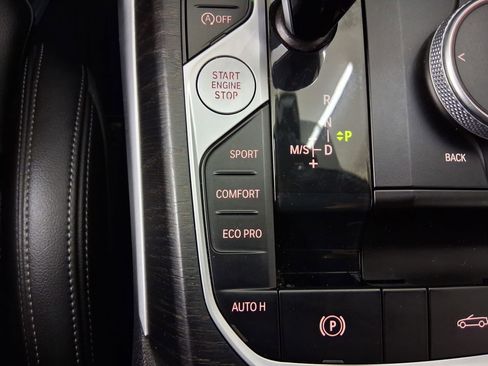 A OFF
START
ENGINE
STOP
R
N
P
M/S D
+
SPORT
COMFORT
ECO PRO
BACK
AUTO H
P